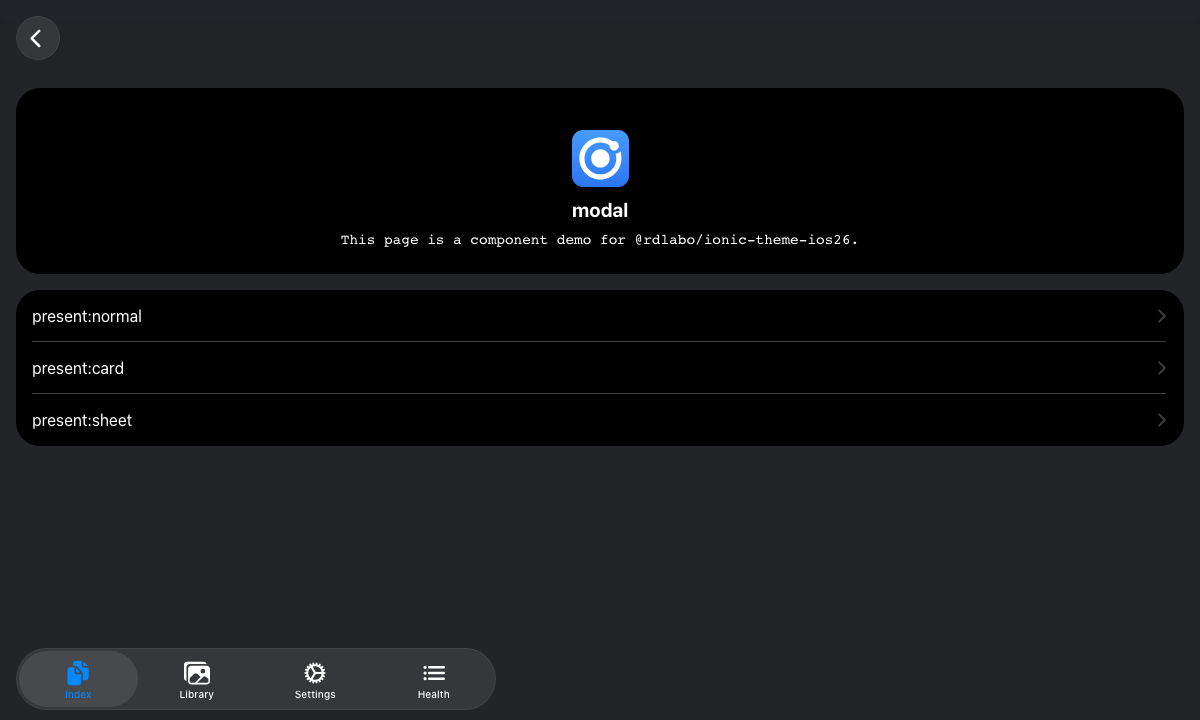 modal
This page is a component demo for @rdlabo/ionic-theme-ios26.
present:normal
present:card
present:sheet
Index
Library
Settings
Health